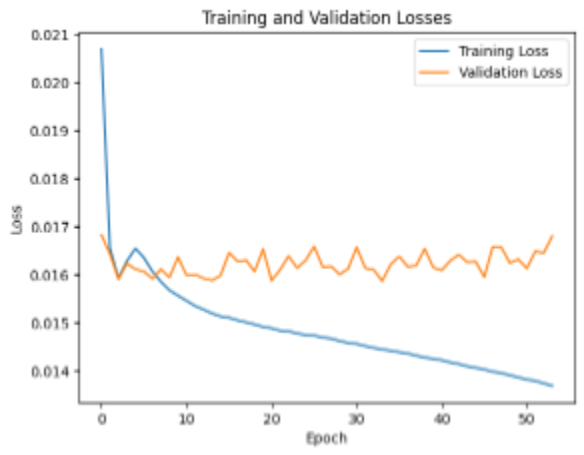 Training and Validation Losses
0.021
0.020
0.019
0.018
0.017
0.016
0.015
0.014
Loss
Training Loss
Validation Loss
0 10 20 30 40 50
Epoch